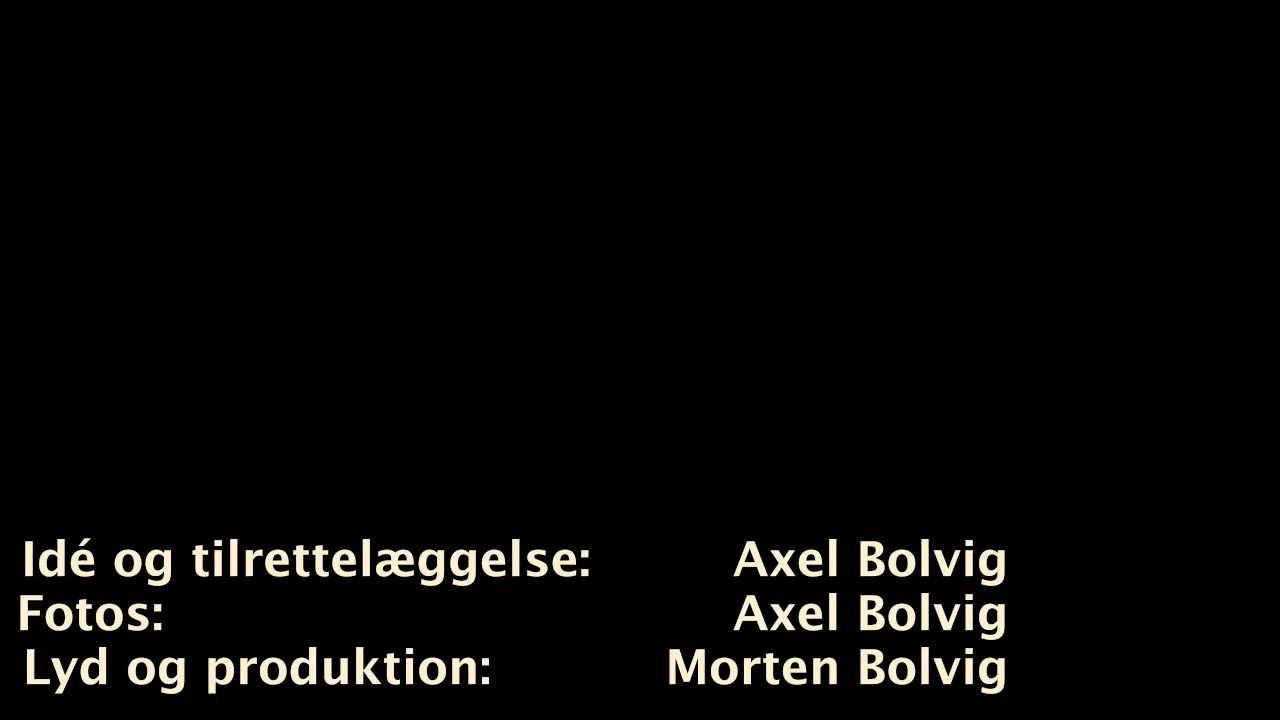 Idé og tilrettelæggelse: Axel Bolvig
Fotos: Axel Bolvig
Lyd og produktion: Morten Bolvig